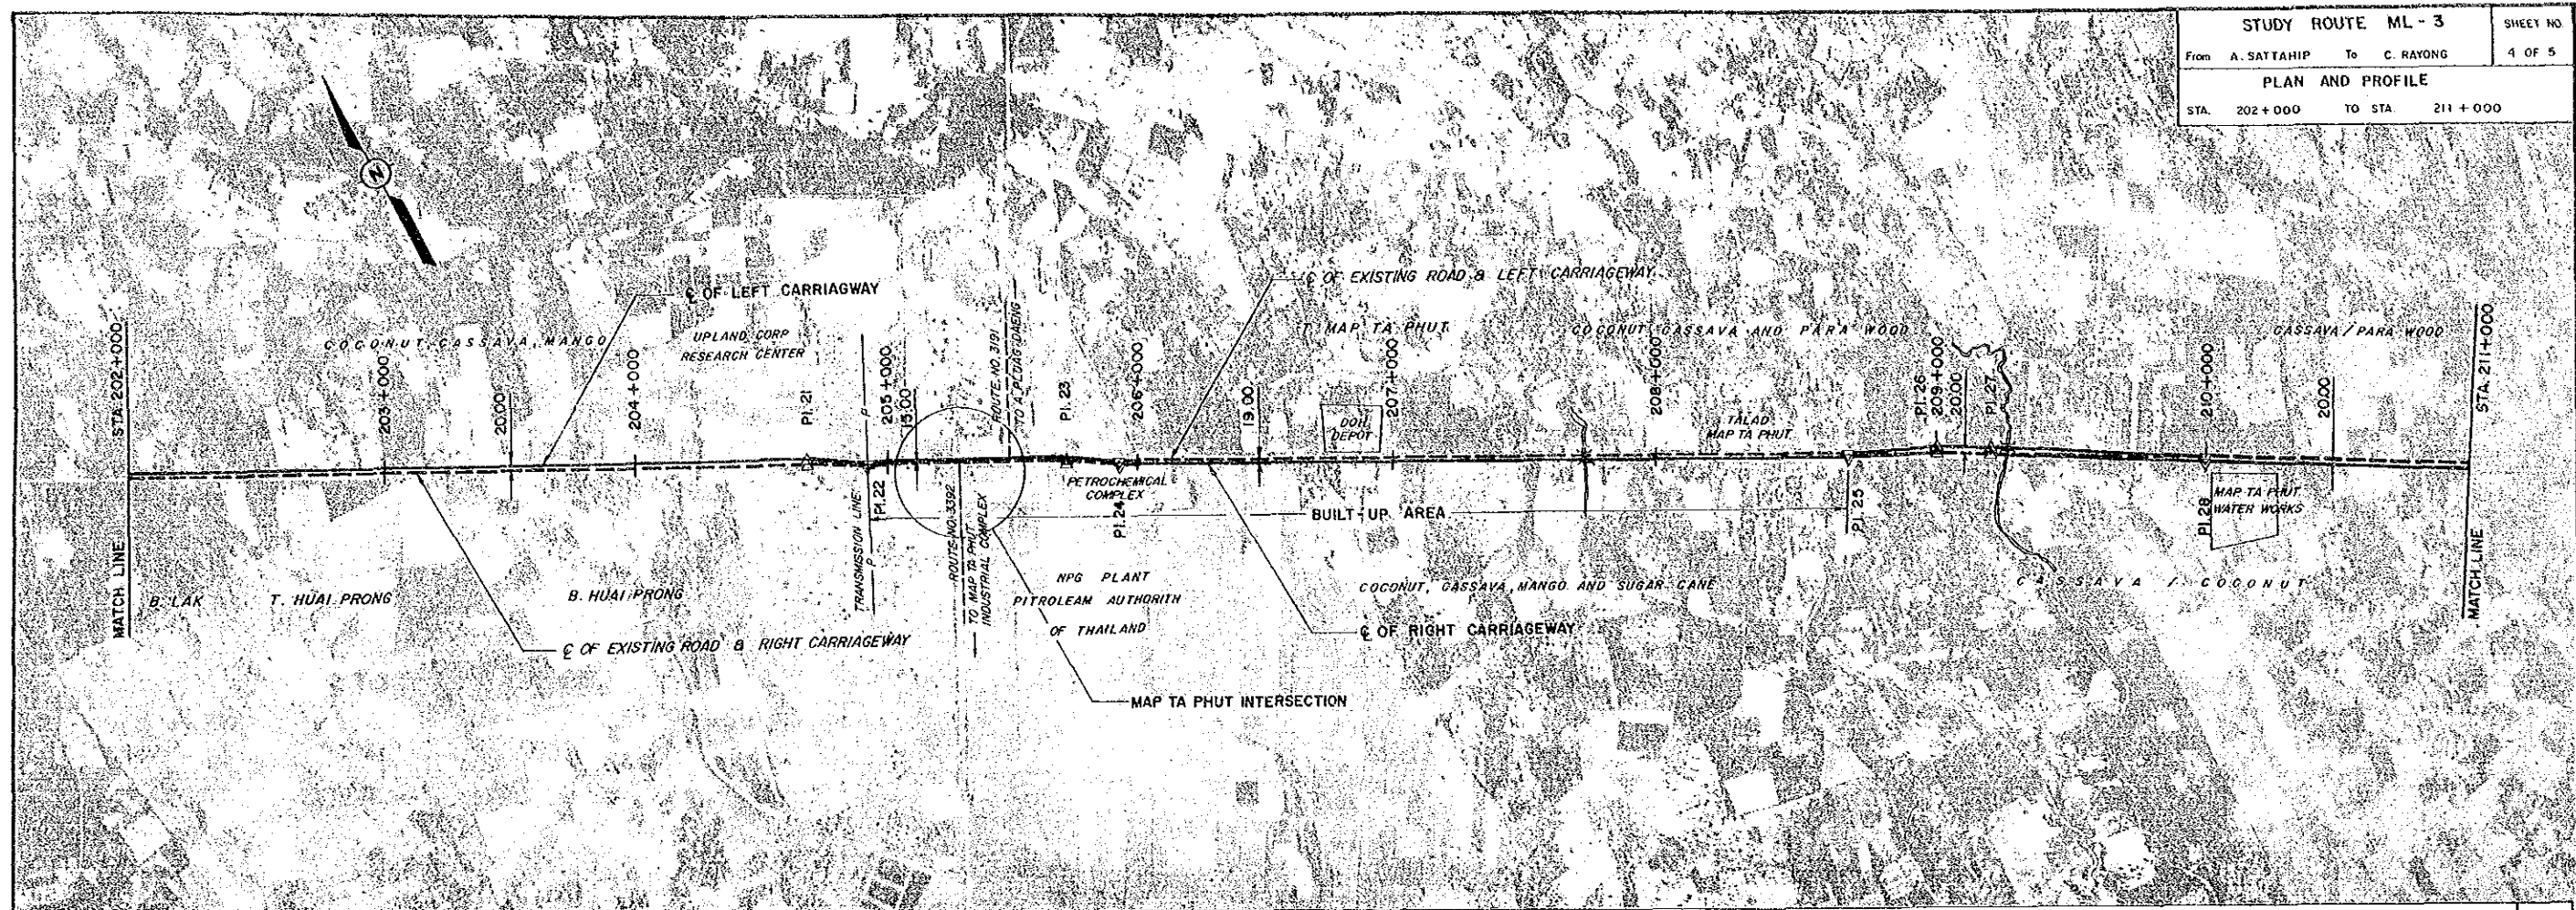 STUDY ROUTE ML - 3
SHEET NO.
From A. SATTAHIP To C. RAYONG
4 OF 5
PLAN AND PROFILE
STA. 202 + 000 TO STA. 211 + 000
N
℄ OF LEFT CARRIAGWAY
℄ OF EXISTING ROAD & LEFT CARRIAGEWAY
COCONUT, CASSAVA, MANGO
UPLAND CORP
RESEARCH CENTER
T. MAP TA PHUT
COCONUT, CASSAVA AND PARA WOOD
CASSAVA / PARA WOOD
STA. 202+000
203+000
20.00
204+000
PI. 21
205+000
15.00
ROUTE NO. 3191
TO A.
PI. 23
206+000
19.00
DOH
DEPOT
207+000
208+000
TALAD
MAP TA PHUT
PI. 26
209+000
20.00
PI. 27
210+000
20.00
STA. 211+000
MATCH LINE
P
TRANSMISSION LINE
P
PI. 22
ROUTE NO. 3392
TO MAP TA PHUT
INDUSTRIAL COMPLEX
PETROCHEMICAL
COMPLEX
PI. 24
BUILT-UP AREA
PI. 25
PI. 28
MAP TA PHUT
WATER WORKS
MATCH LINE
B. LAK
T. HUAI PRONG
B. HUAI PRONG
NPG PLANT
PITROLEAM AUTHORITH
OF THAILAND
COCONUT, CASSAVA, MANGO AND SUGAR CANE
CASSAVA / COCONUT
℄ OF EXISTING ROAD & RIGHT CARRIAGEWAY
℄ OF RIGHT CARRIAGEWAY
MAP TA PHUT INTERSECTION